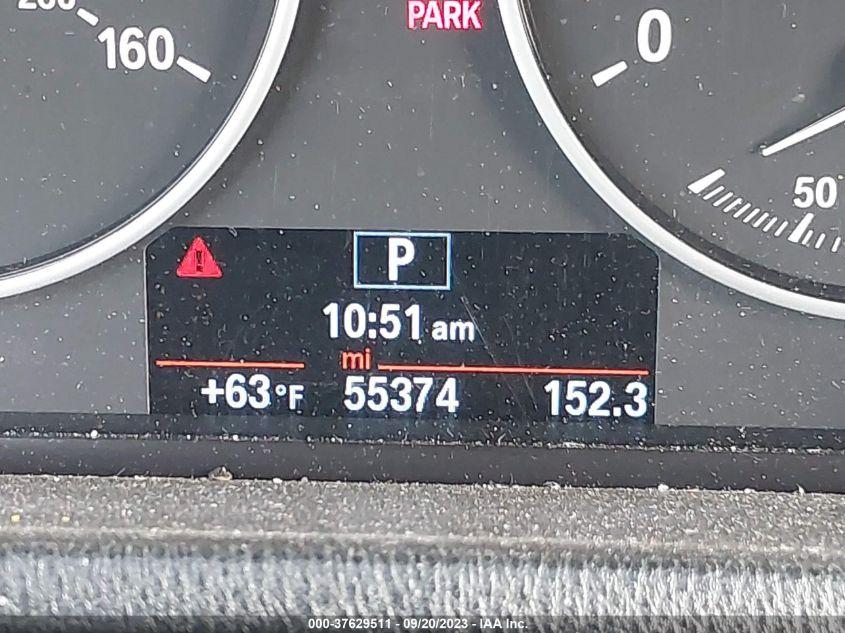 160
PARK
0
50
P
10:51 am
mi
+63°F 55374 152.3
000-37629511 - 09/20/2023 - IAA Inc.